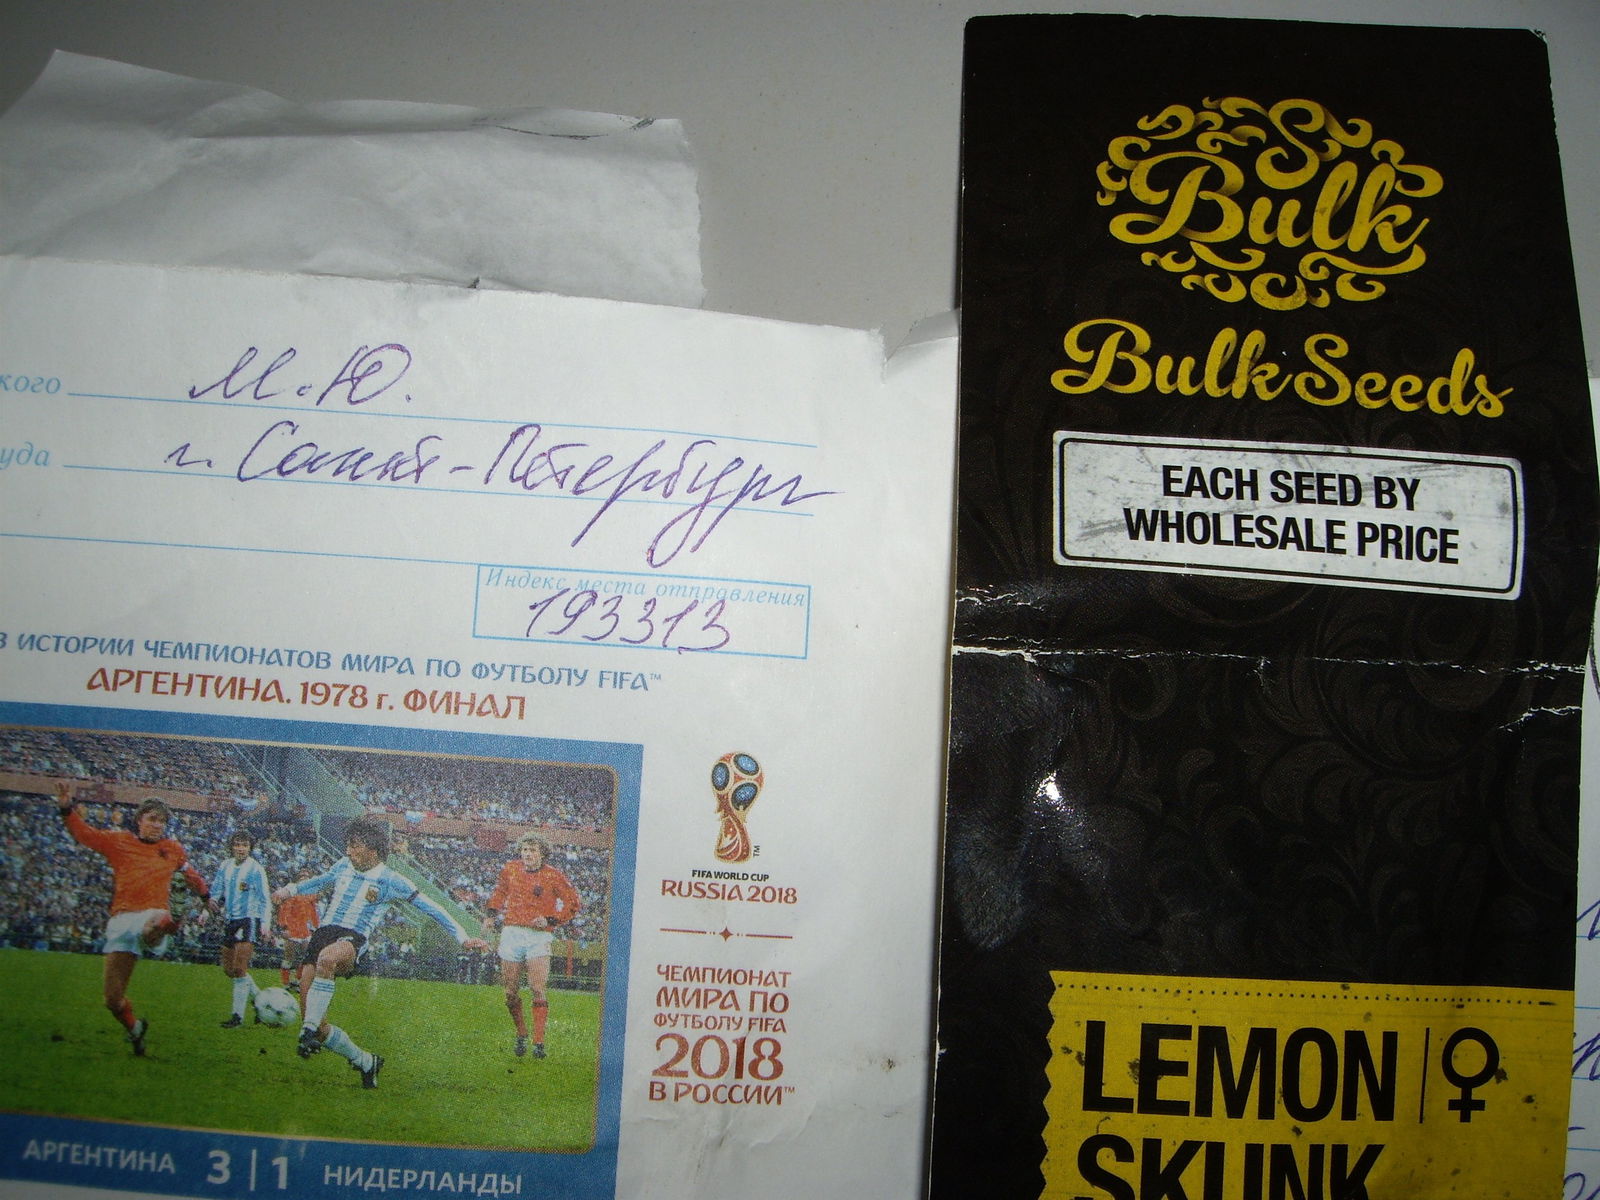 кого М.Ю.
уда г. Санкт-Петербург
Индекс места отправления
193313
В ИСТОРИИ ЧЕМПИОНАТОВ МИРА ПО ФУТБОЛУ FIFA™
АРГЕНТИНА. 1978 г. ФИНАЛ
FIFA WORLD CUP
RUSSIA 2018
ЧЕМПИОНАТ
МИРА ПО
ФУТБОЛУ FIFA
2018
В РОССИИ™
АРГЕНТИНА 3 | 1 НИДЕРЛАНДЫ
S
Bulk
Bulk Seeds
EACH SEED BY
WHOLESALE PRICE
LEMON
SKUNK